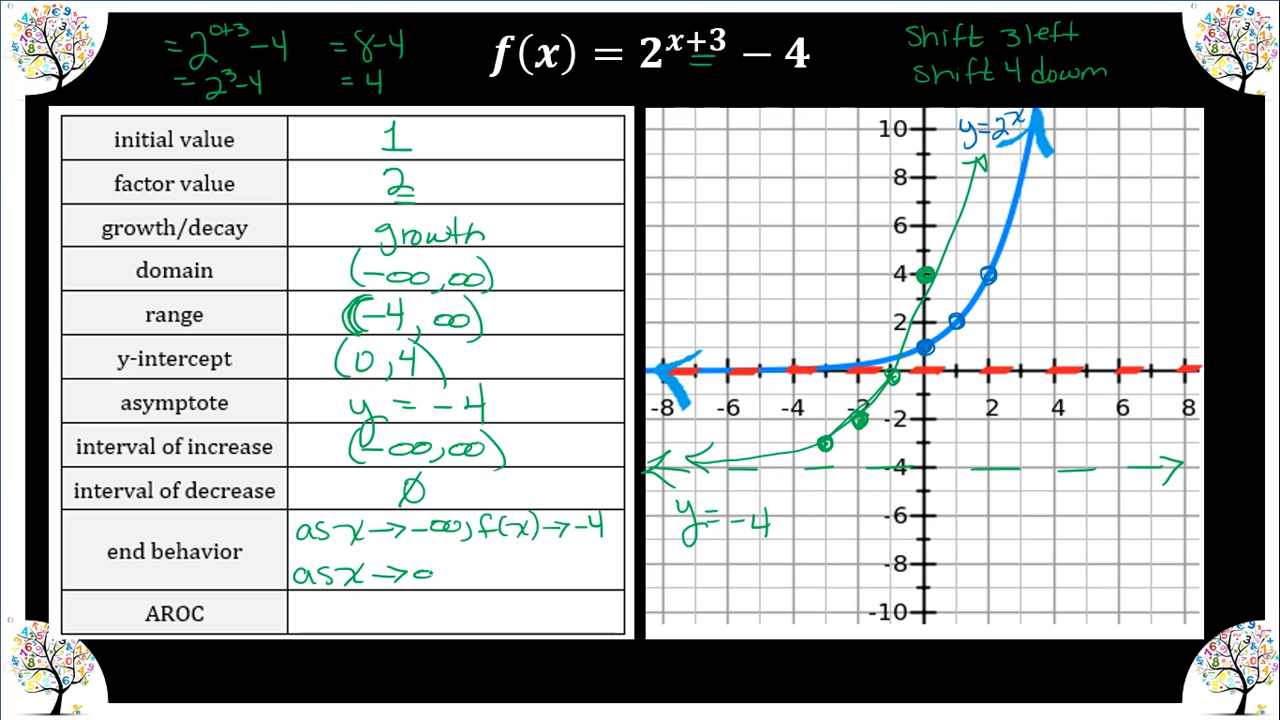 = 2^{0+3} - 4 = 8 - 4
= 2^3 - 4 = 4
f(x) = 2^{x+3} − 4
Shift 3 left
Shift 4 down
initial value 1
factor value 2
growth/decay growth
domain (-∞, ∞)
range (-4, ∞)
y-intercept (0, 4)
asymptote y = -4
interval of increase (-∞, ∞)
interval of decrease Ø
end behavior as x → -∞, f(x) → -4
as x →
AROC
y = 2^x
10
8
6
4
2
-8 -6 -4 -2 2 4 6 8
-2
-4
-6
-8
-10
y = -4